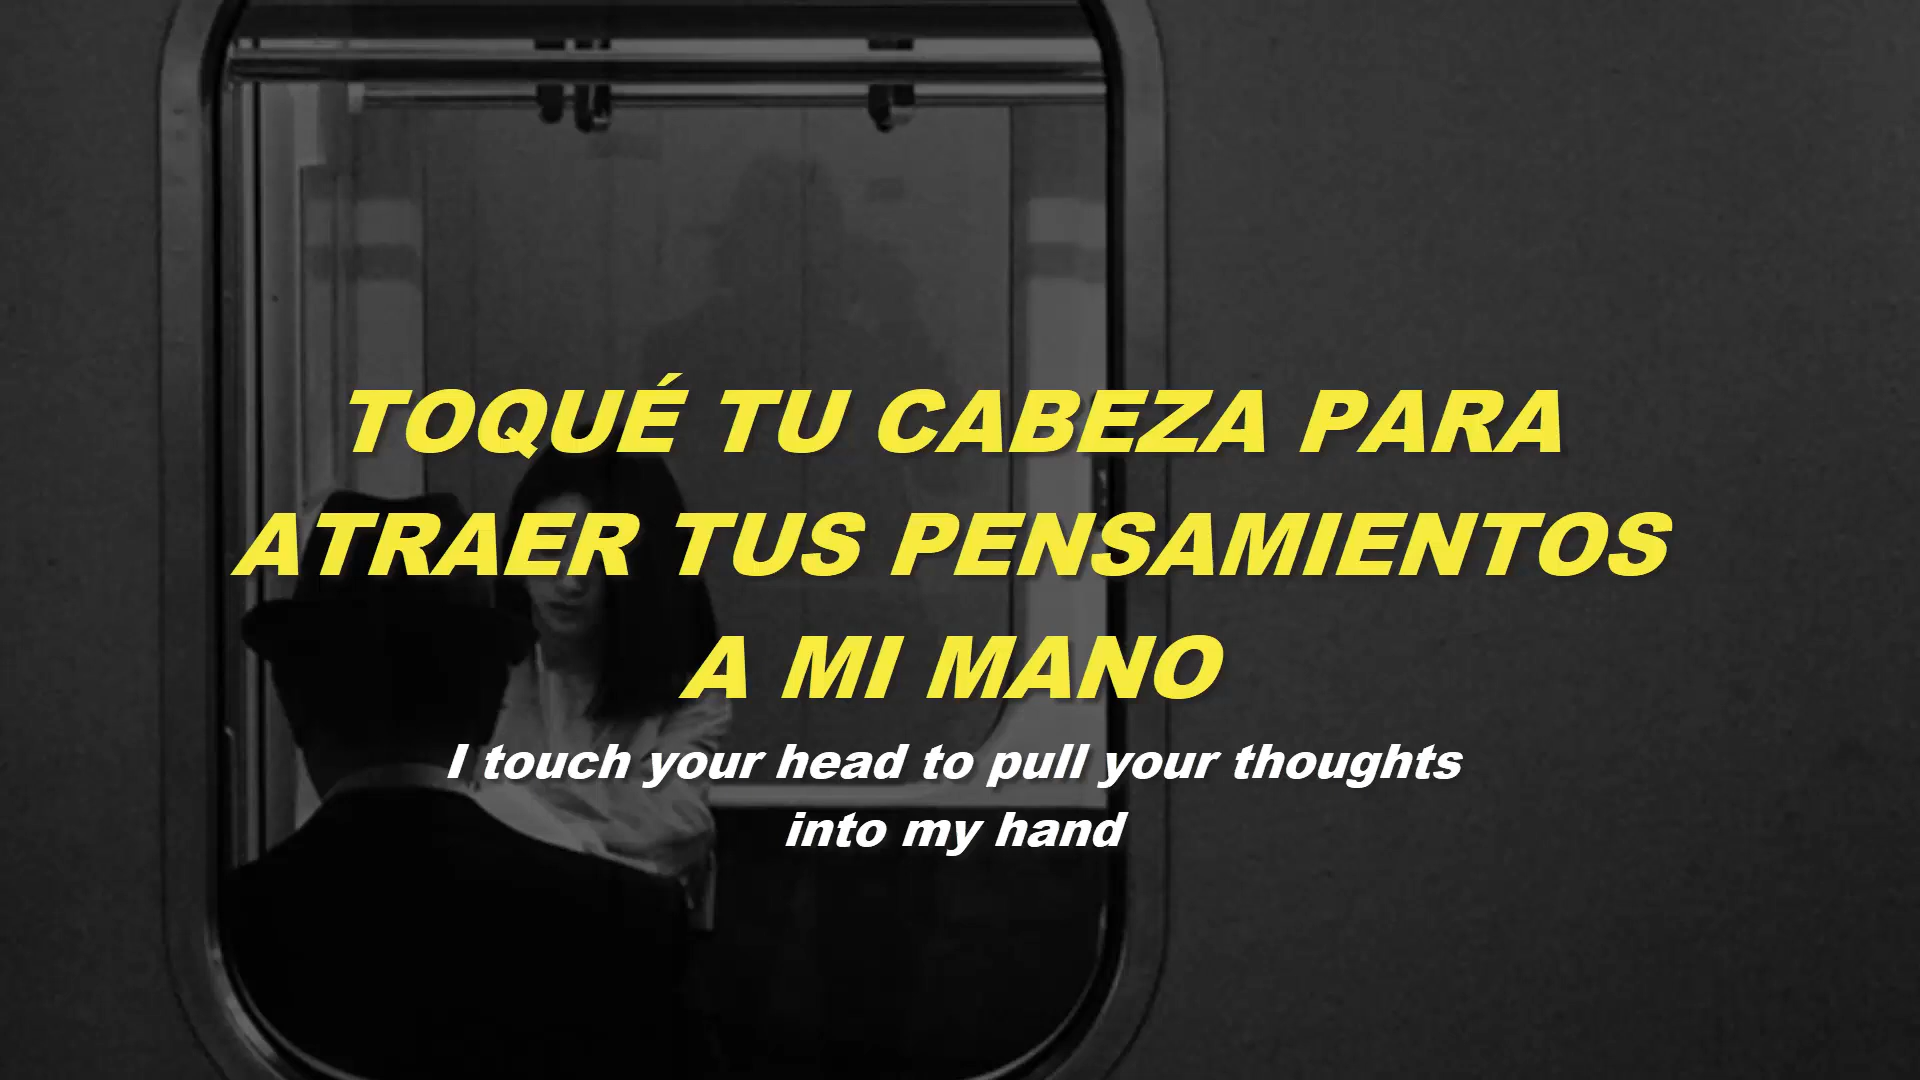 TOQUÉ TU CABEZA PARA
ATRAER TUS PENSAMIENTOS
A MI MANO
I touch your head to pull your thoughts
into my hand